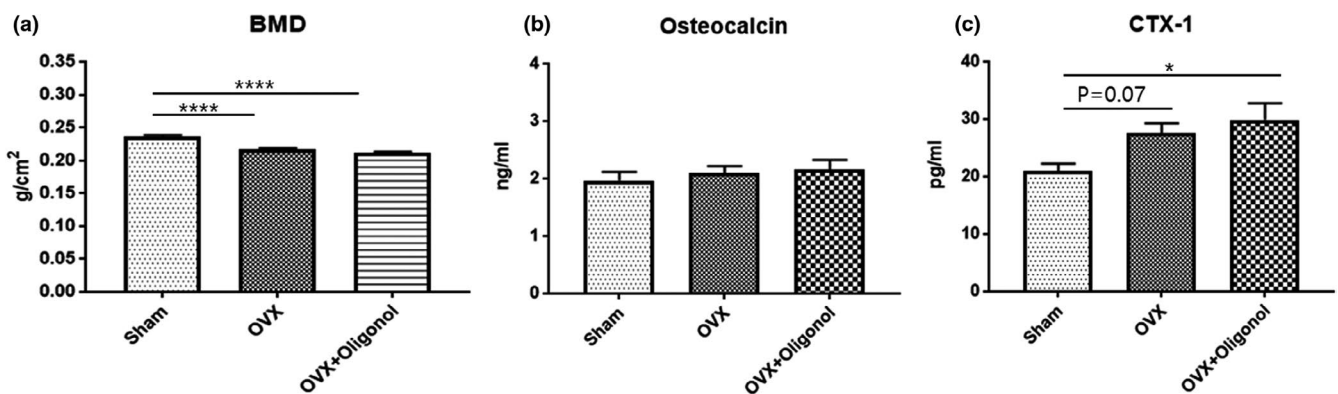 (a)
BMD
0.35
0.30
0.25
0.20
0.15
0.10
0.05
0.00
g/cm²
****
****
Sham
OVX
OVX+Oligonol
(b)
Osteocalcin
4
3
2
1
0
ng/ml
Sham
OVX
OVX+Oligonol
(c)
CTX-1
40
30
20
10
0
pg/ml
*
P=0.07
Sham
OVX
OVX+Oligonol